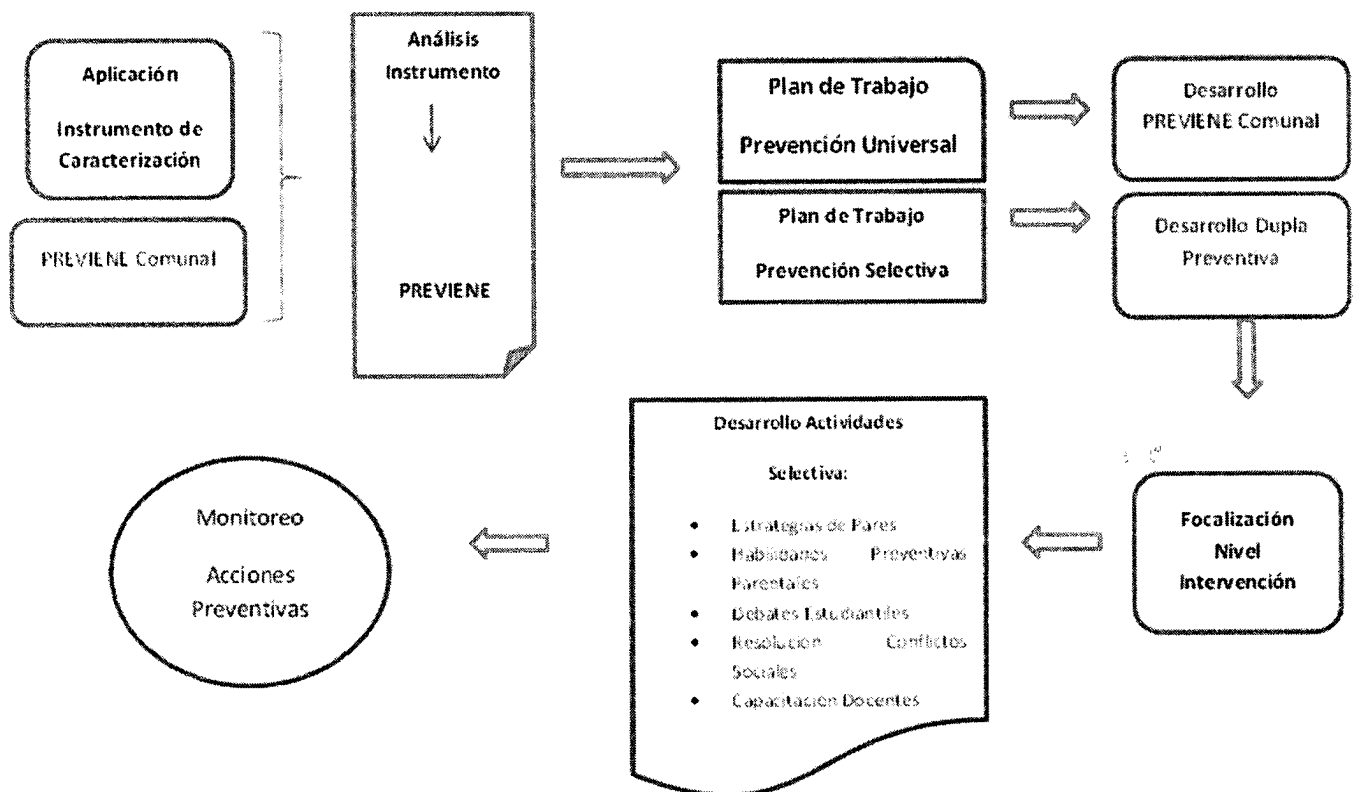 Aplicación
Instrumento de
Caracterización
PREVIENE Comunal
Análisis
Instrumento
PREVIENE
Plan de Trabajo
Prevención Universal
Plan de Trabajo
Prevención Selectiva
Desarrollo
PREVIENE Comunal
Desarrollo Dupla
Preventiva
Focalización
Nivel
Intervención
Desarrollo Actividades
Selectiva:
• Estrategias de Pares
• Habilidades Preventivas
Parentales
• Debates Estudiantiles
• Resolución Conflictos
Sociales
• Capacitación Docentes
Monitoreo
Acciones
Preventivas